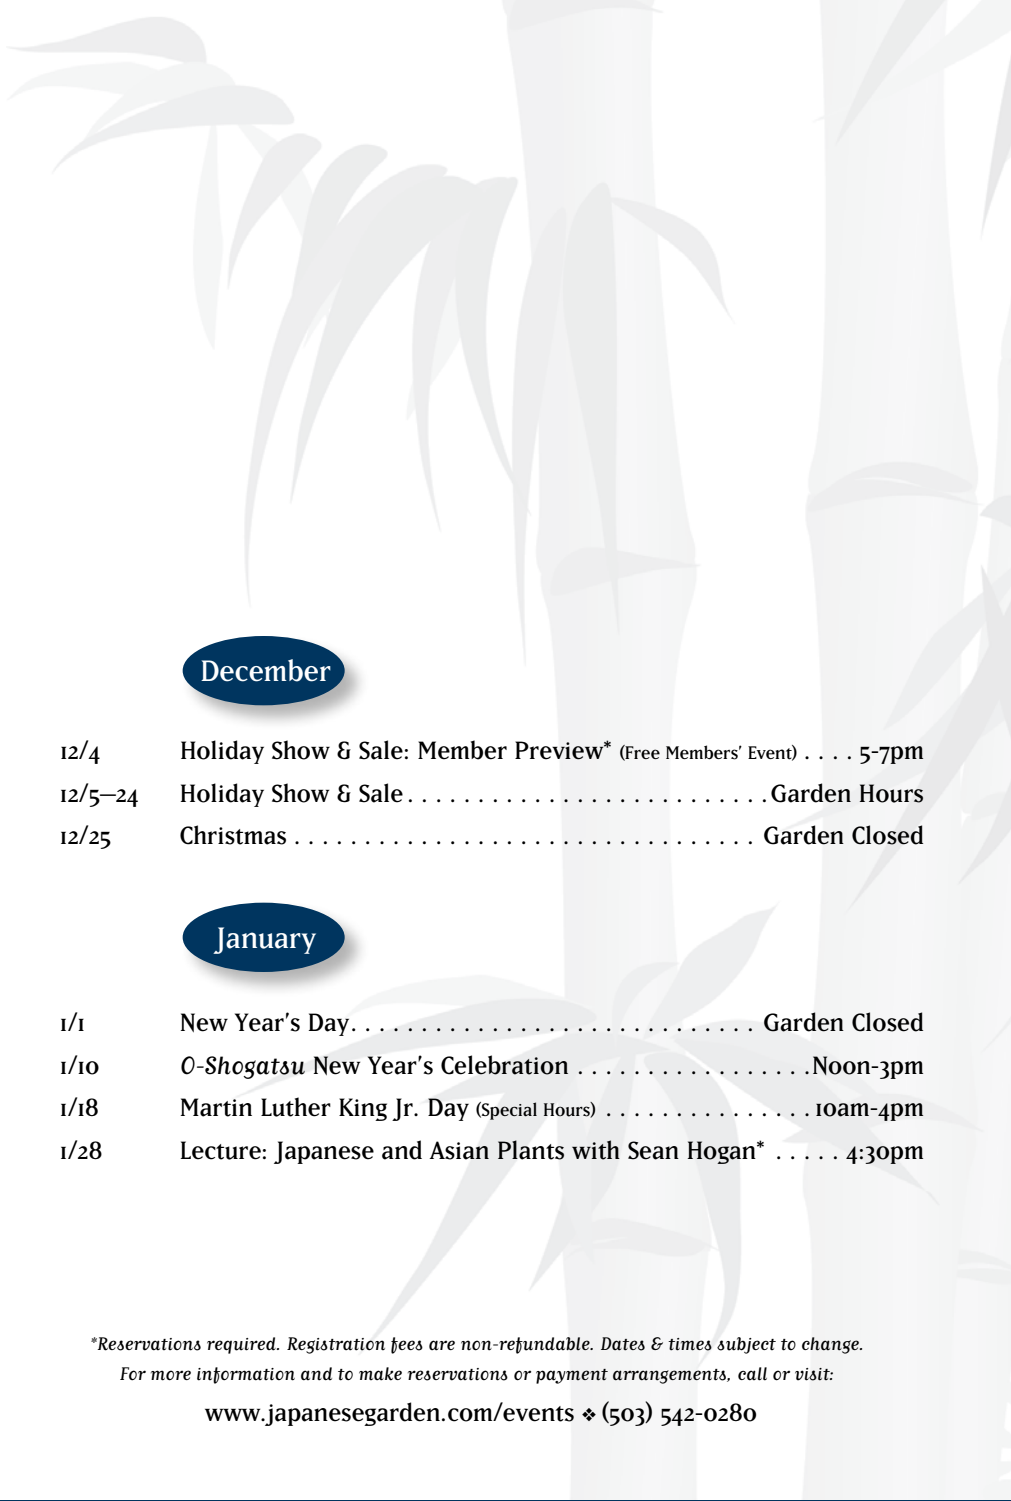 December
12/4 Holiday Show & Sale: Member Preview* (Free Members' Event) . . . . 5-7pm
12/5–24 Holiday Show & Sale . . . . . . . . . . . . . . . . . . . . . . . . . . Garden Hours
12/25 Christmas . . . . . . . . . . . . . . . . . . . . . . . . . . . . . . . . . Garden Closed
January
1/1 New Year's Day. . . . . . . . . . . . . . . . . . . . . . . . . . . . . Garden Closed
1/10 O-Shogatsu New Year's Celebration . . . . . . . . . . . . . . . . . Noon-3pm
1/18 Martin Luther King Jr. Day (Special Hours) . . . . . . . . . . . . . . . 10am-4pm
1/28 Lecture: Japanese and Asian Plants with Sean Hogan* . . . . . 4:30pm
*Reservations required. Registration fees are non-refundable. Dates & times subject to change.
For more information and to make reservations or payment arrangements, call or visit:
www.japanesegarden.com/events ❖ (503) 542-0280